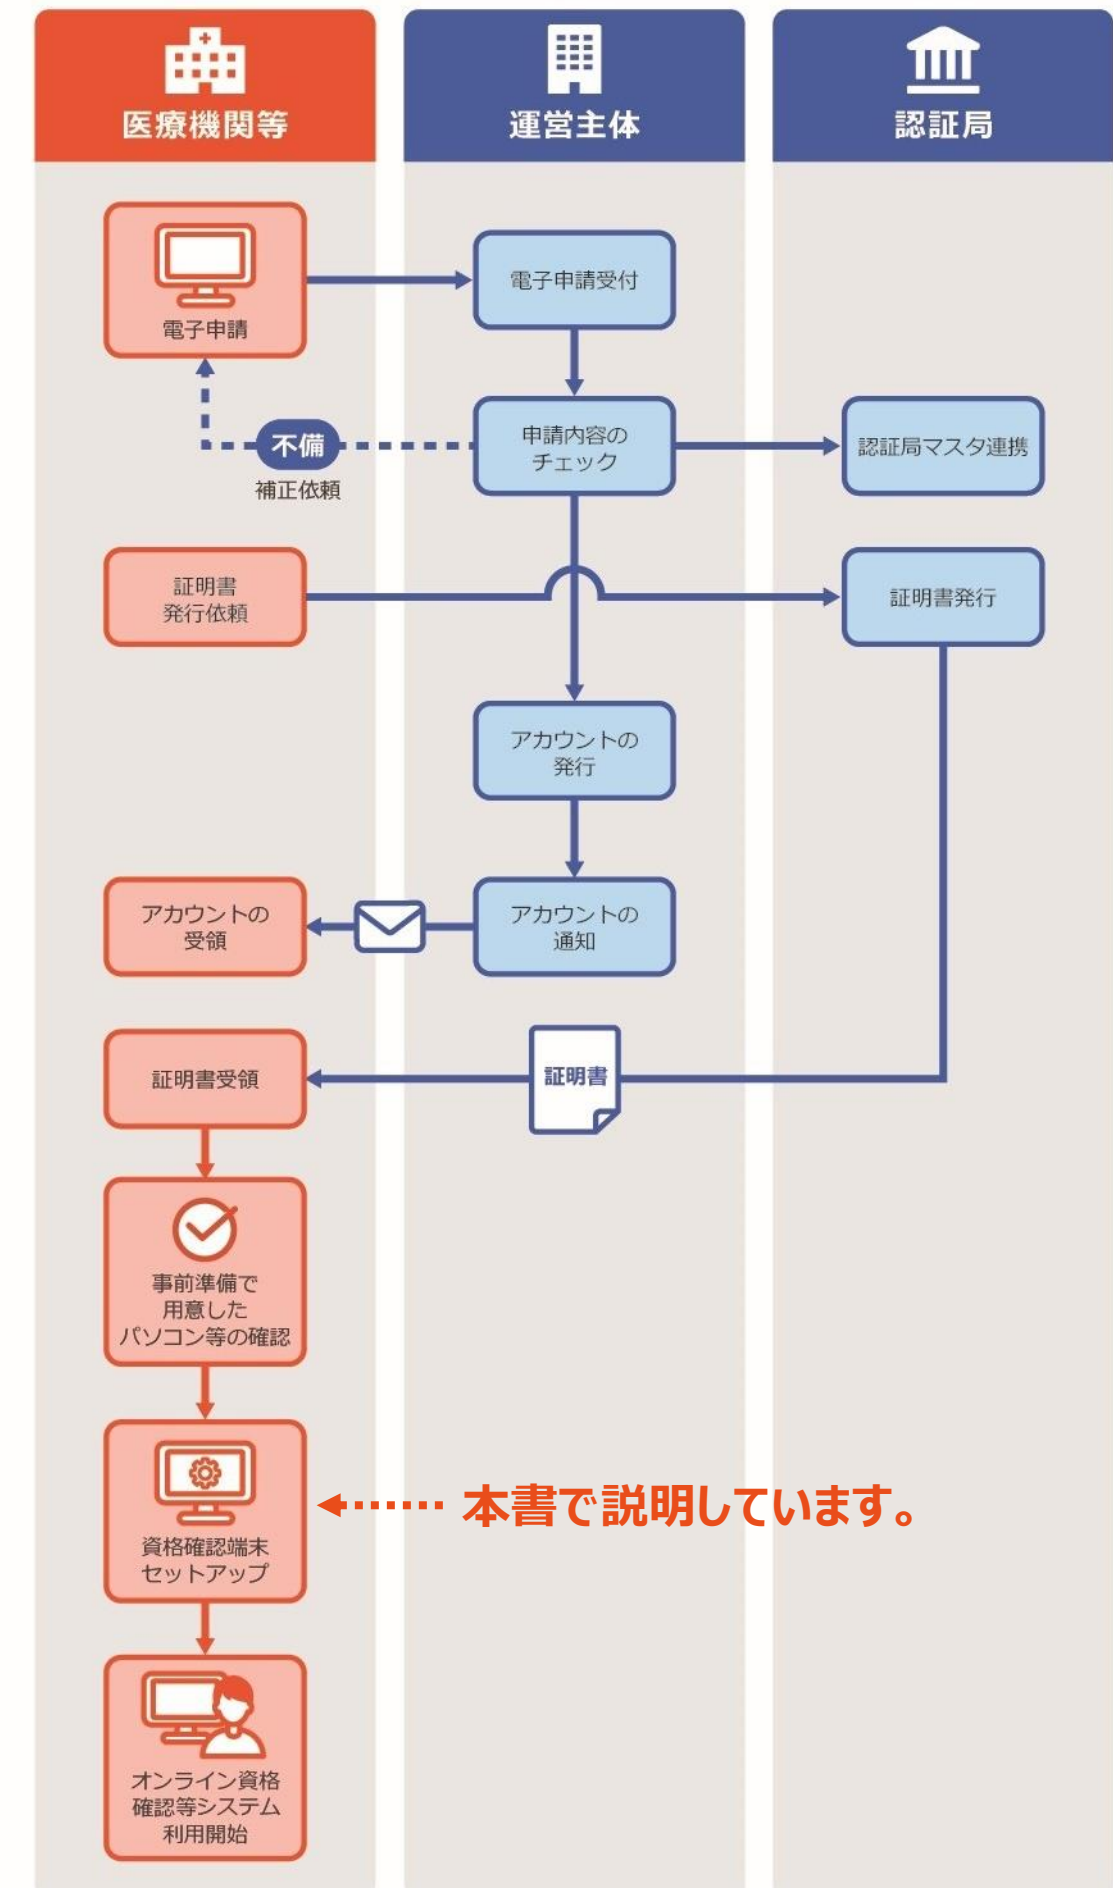 医療機関等
運営主体
認証局
電子申請
電子申請受付
不備
補正依頼
申請内容の
チェック
認証局マスタ連携
証明書
発行依頼
証明書発行
アカウントの
発行
アカウントの
受領
アカウントの
通知
証明書受領
証明書
事前準備で
用意した
パソコン等の確認
資格確認端末
セットアップ
本書で説明しています。
オンライン資格
確認等システム
利用開始